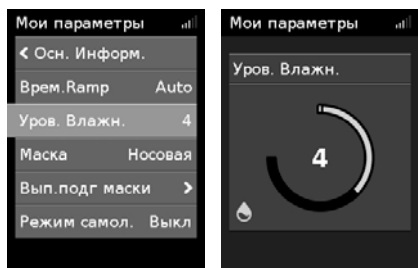 Мои параметры
< Осн. Информ.
Врем.Ramp Auto
Уров. Влажн. 4
Маска Носовая
Вып.подг маски >
Режим самол. Выкл
Мои параметры
Уров. Влажн.
4